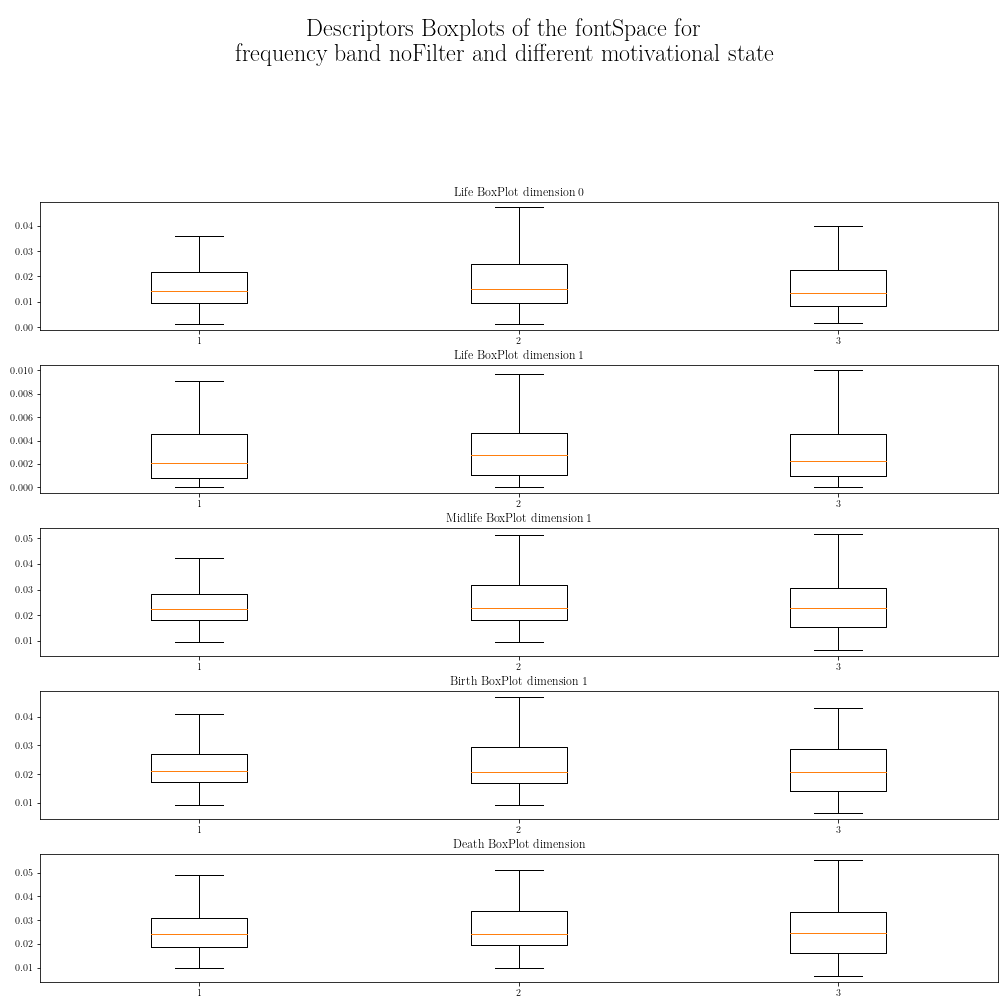 Descriptors Boxplots of the fontSpace for
frequency band noFilter and different motivational state
Life BoxPlot dimension 0
0.04
0.03
0.02
0.01
0.00
1 2 3
Life BoxPlot dimension 1
0.010
0.008
0.006
0.004
0.002
0.000
1 2 3
Midlife BoxPlot dimension 1
0.05
0.04
0.03
0.02
0.01
1 2 3
Birth BoxPlot dimension 1
0.04
0.03
0.02
0.01
1 2 3
Death BoxPlot dimension
0.05
0.04
0.03
0.02
0.01
1 2 3